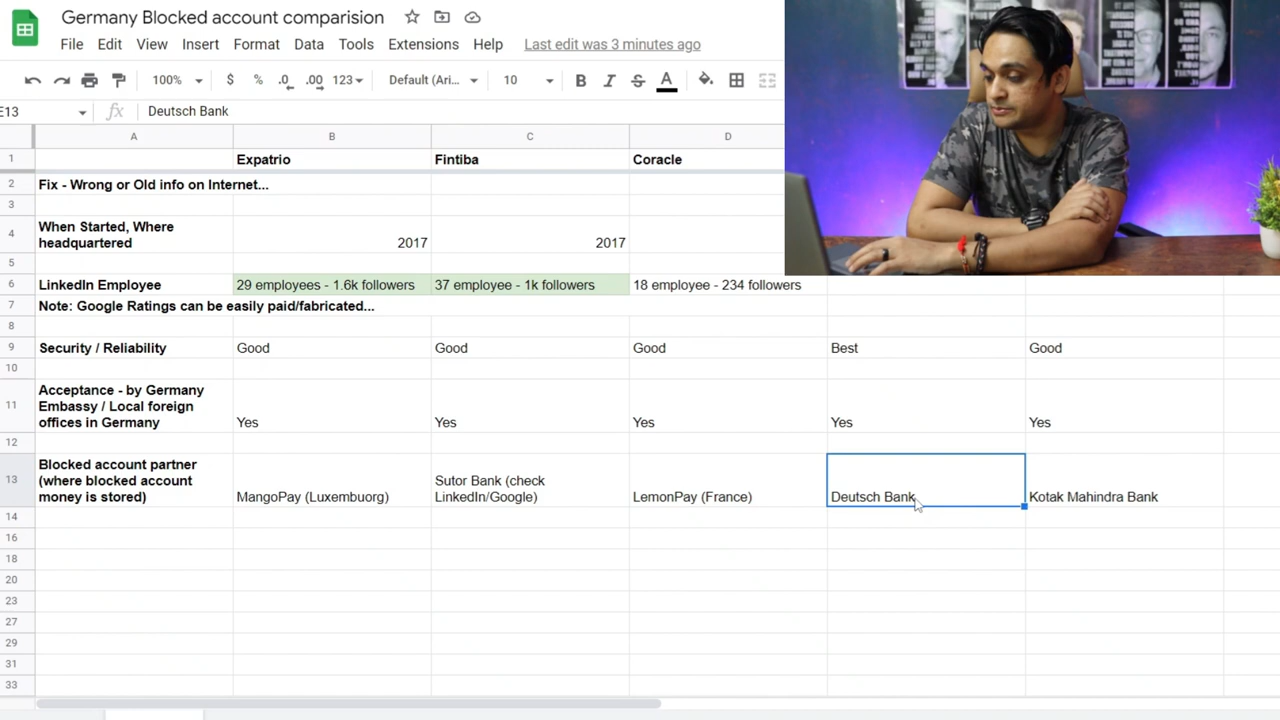 Germany Blocked account comparision
File Edit View Insert Format Data Tools Extensions Help Last edit was 3 minutes ago
100% $ % .0 .00 123 Default (Ari... 10 B I S A
E13 fx Deutsch Bank
A B C D
1 Expatrio Fintiba Coracle
2 Fix - Wrong or Old info on Internet...
3
When Started, Where
4 headquartered 2017 2017
5
6 LinkedIn Employee 29 employees - 1.6k followers 37 employee - 1k followers 18 employee - 234 followers
7 Note: Google Ratings can be easily paid/fabricated...
8
9 Security / Reliability Good Good Good Best Good
10
Acceptance - by Germany
11 Embassy / Local foreign
offices in Germany Yes Yes Yes Yes Yes
12
Blocked account partner
13 (where blocked account Sutor Bank (check
money is stored) MangoPay (Luxembuorg) LinkedIn/Google) LemonPay (France) Deutsch Bank Kotak Mahindra Bank
14
16
18
20
23
27
29
31
33